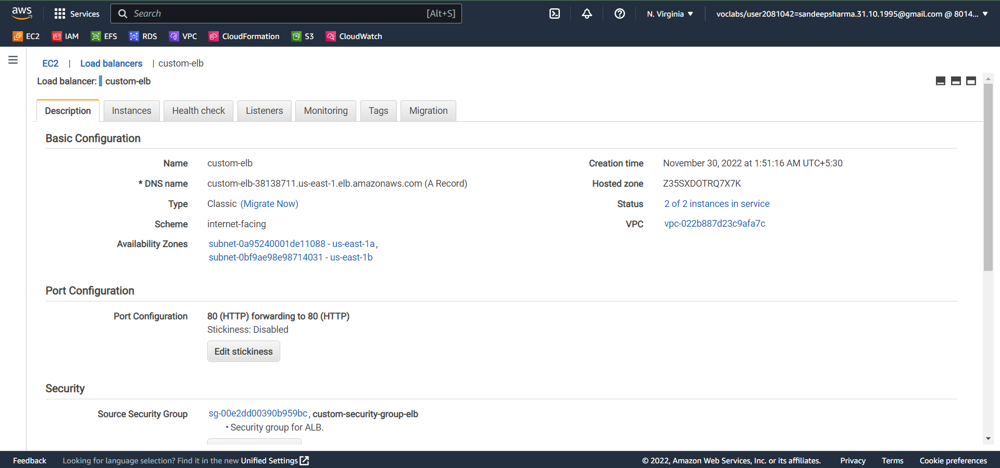 aws Services Search [Alt+S] N. Virginia voclabs/user2081042=sandeepsharma.31.10.1995@gmail.com @ 8014...
EC2 IAM EFS RDS VPC CloudFormation S3 CloudWatch
EC2 | Load balancers | custom-elb
Load balancer: custom-elb
Description Instances Health check Listeners Monitoring Tags Migration
Basic Configuration
Name custom-elb Creation time November 30, 2022 at 1:51:16 AM UTC+5:30
* DNS name custom-elb-38138711.us-east-1.elb.amazonaws.com (A Record) Hosted zone Z35SXDOTRQ7X7K
Type Classic (Migrate Now) Status 2 of 2 instances in service
Scheme internet-facing VPC vpc-022b887d23c9afa7c
Availability Zones subnet-0a95240001de11088 - us-east-1a,
subnet-0bf9ae98e98714031 - us-east-1b
Port Configuration
Port Configuration 80 (HTTP) forwarding to 80 (HTTP)
Stickiness: Disabled
Edit stickiness
Security
Source Security Group sg-00e2dd00390b959bc, custom-security-group-elb
• Security group for ALB.
Feedback Looking for language selection? Find it in the new Unified Settings © 2022, Amazon Web Services, Inc. or its affiliates. Privacy Terms Cookie preferences